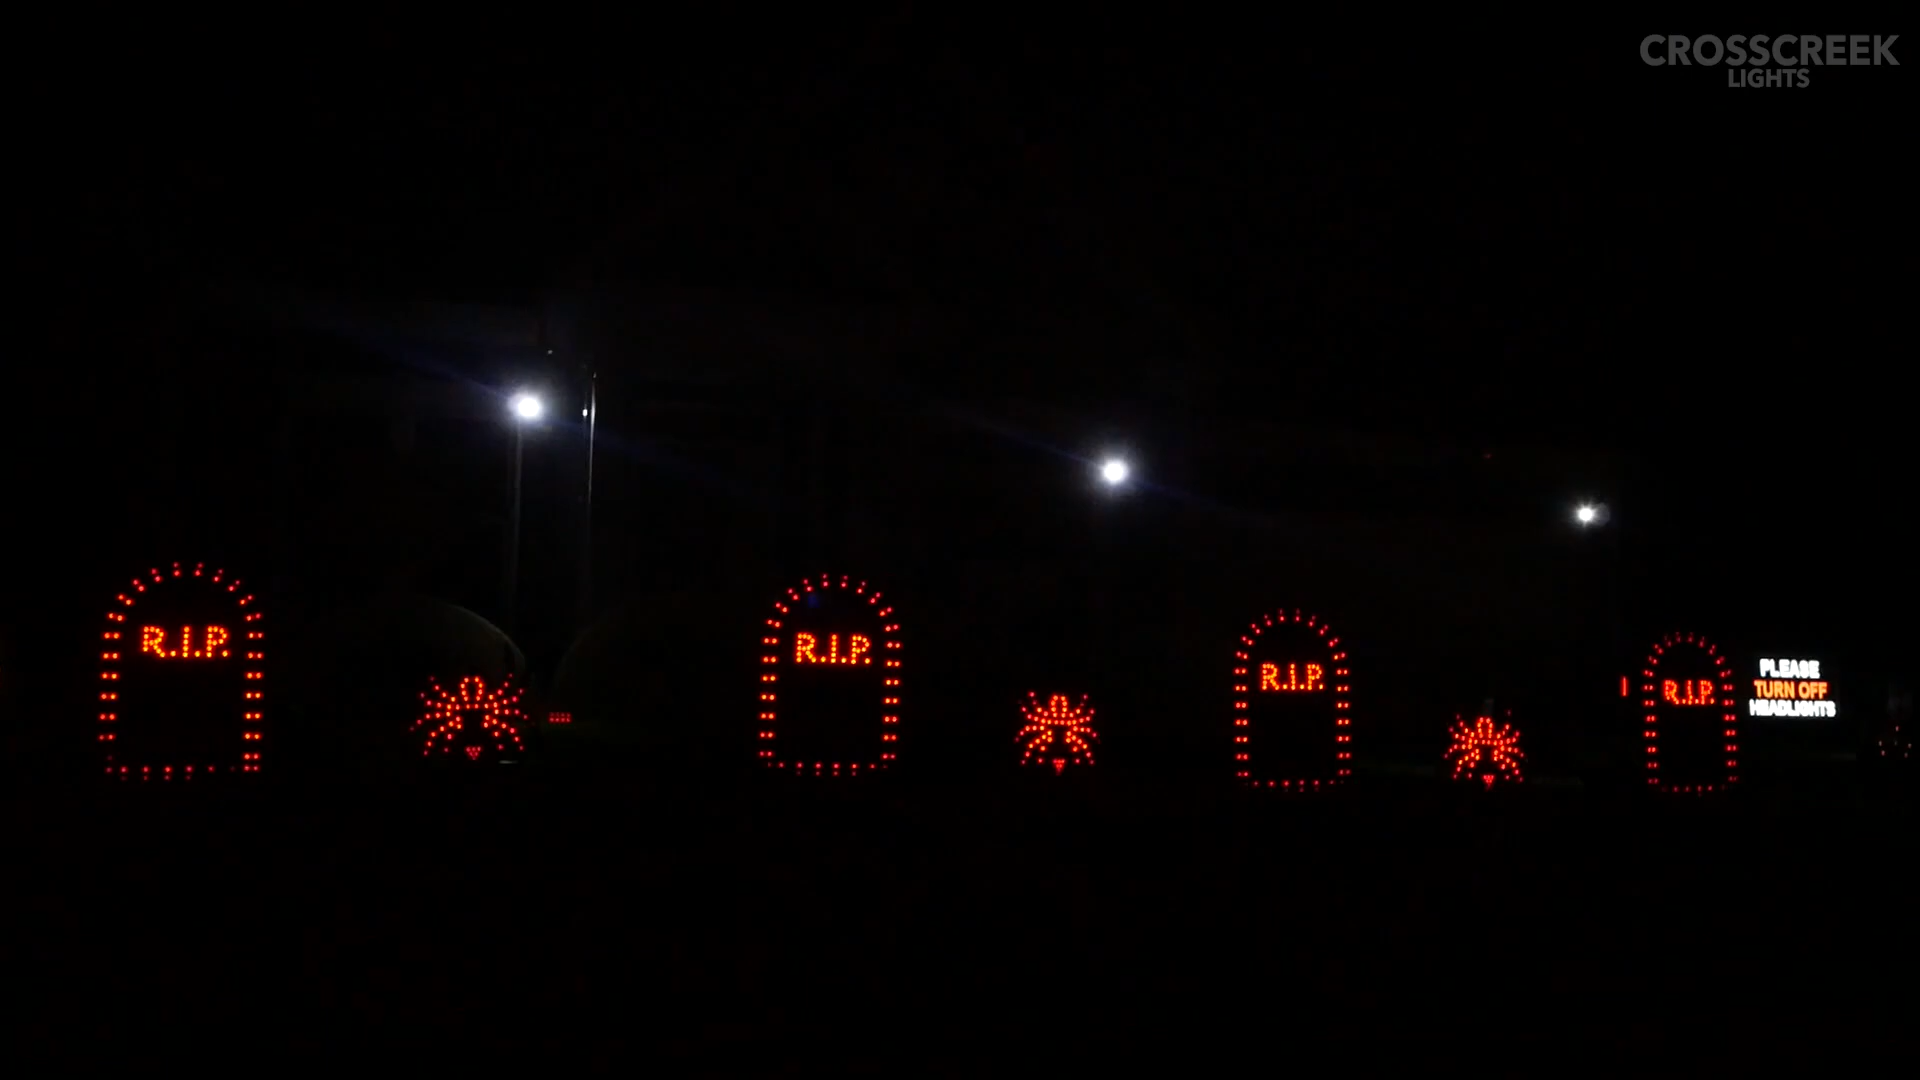 CROSSCREEK
LIGHTS
R.I.P.
R.I.P.
R.I.P.
R.I.P.
PLEASE
TURN OFF
HEADLIGHTS